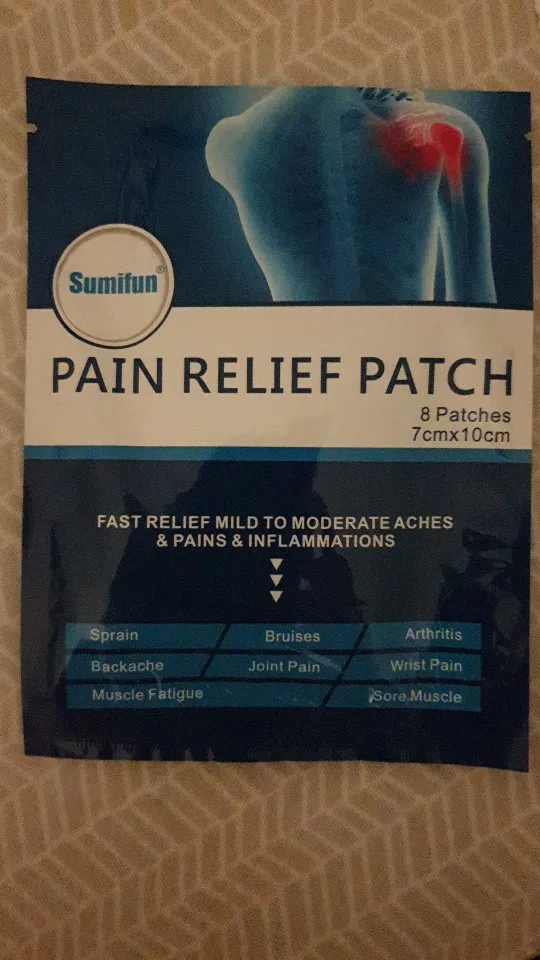 Sumifun®
PAIN RELIEF PATCH
8 Patches
7cmx10cm
FAST RELIEF MILD TO MODERATE ACHES
& PAINS & INFLAMMATIONS
Sprain Bruises Arthritis
Backache Joint Pain Wrist Pain
Muscle Fatigue Sore Muscle